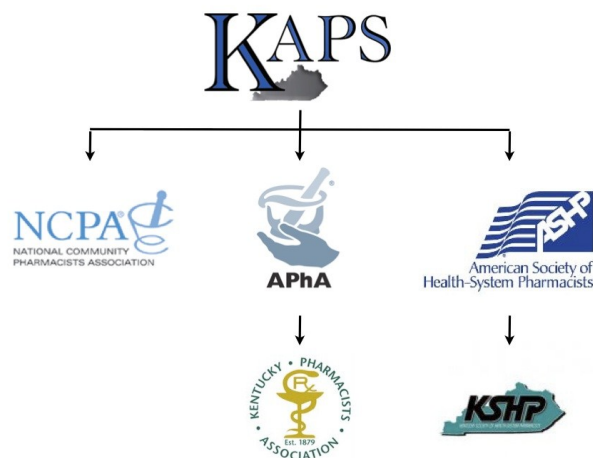 KAPS
NCPA®
NATIONAL COMMUNITY
PHARMACISTS ASSOCIATION
APhA
ASHP
American Society of
Health-System Pharmacists
KENTUCKY • PHARMACISTS • ASSOCIATION •
Rx
Est. 1879
KSHP